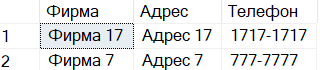 Фирма Адрес Телефон
1 Фирма 17 Адрес 17 1717-1717
2 Фирма 7 Адрес 7 777-7777